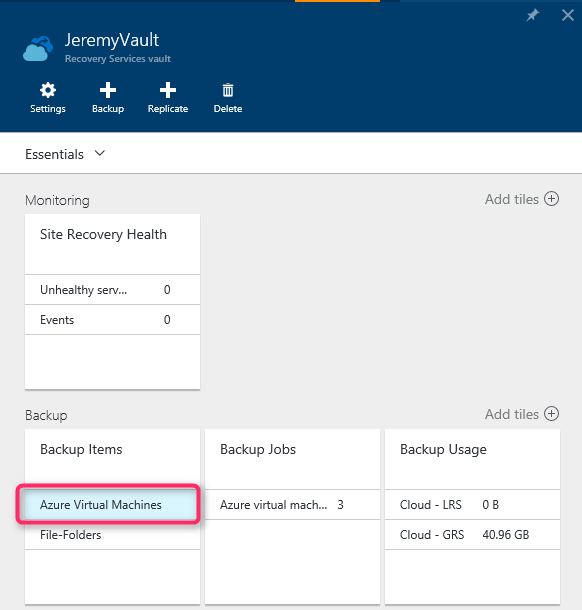 JeremyVault
Recovery Services vault
Settings
Backup
Replicate
Delete
Essentials
Monitoring
Add tiles
Site Recovery Health
Unhealthy serv... 0
Events 0
Backup
Add tiles
Backup Items
Azure Virtual Machines
File-Folders
Backup Jobs
Azure virtual mach... 3
Backup Usage
Cloud - LRS 0 B
Cloud - GRS 40.96 GB